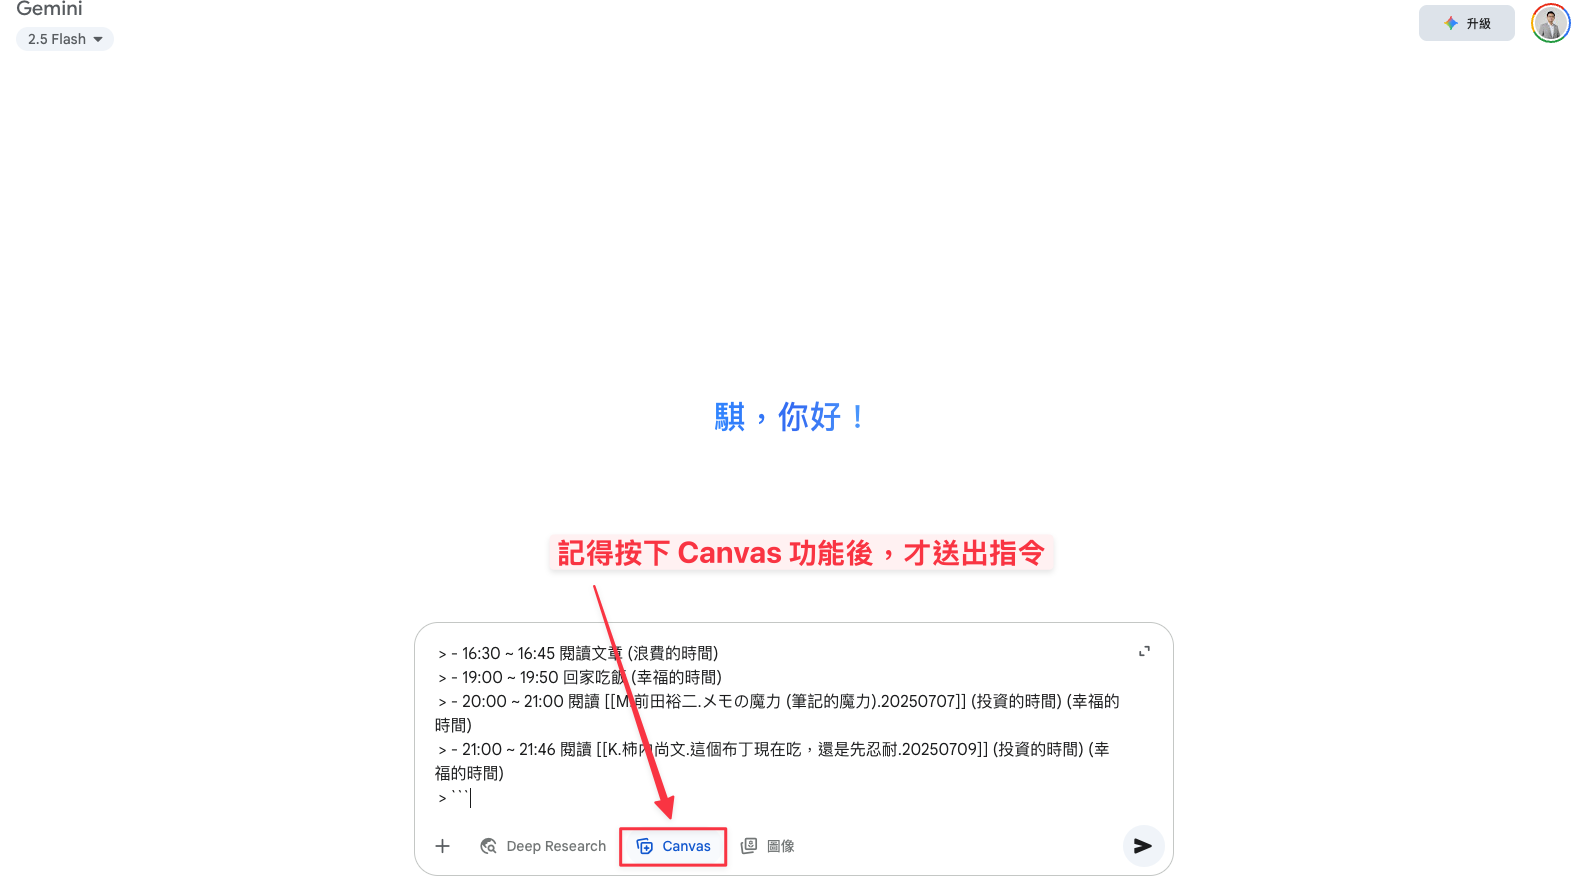 Gemini
2.5 Flash
升級
騏，你好！
記得按下 Canvas 功能後，才送出指令
> - 16:30 ~ 16:45 閱讀文章 (浪費的時間)
> - 19:00 ~ 19:50 回家吃飯 (幸福的時間)
> - 20:00 ~ 21:00 閱讀 [[M.前田裕二.メモの魔力 (筆記的魔力).20250707]] (投資的時間) (幸福的
時間)
> - 21:00 ~ 21:46 閱讀 [[K.柿內尚文.這個布丁現在吃，還是先忍耐.20250709]] (投資的時間) (幸
福的時間)
> ```
Deep Research
Canvas
圖像